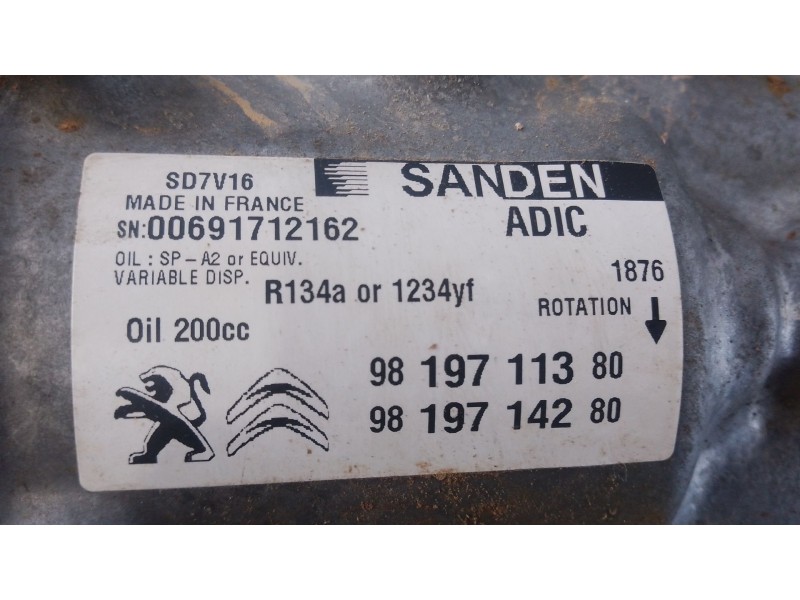 SD7V16
SANDEN
MADE IN FRANCE
SN:00691712162
ADIC
OIL : SP-A2 or EQUIV.
VARIABLE DISP.
R134a or 1234yf
1876
ROTATION
Oil 200cc
98 197 113 80
98 197 142 80